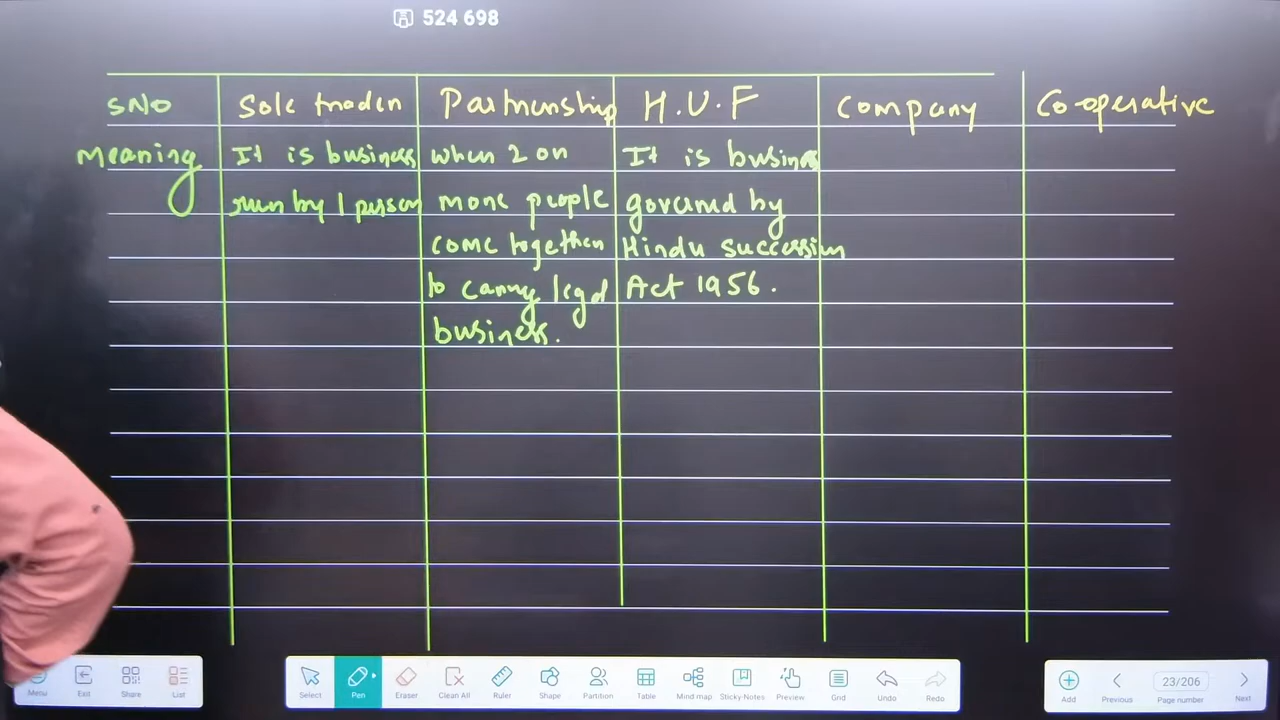 524 698
SNO Sole trader Partnership H.U.F Company Co-operative
Meaning It is business when 2 or It is business
run by 1 person more people governed by
come together Hindu succession
to carry legal Act 1956.
business.
Menu Exit Share List Select Pen Eraser Clean All Ruler Shape Partition Table Mind map Sticky Notes Preview Grid Undo Redo Add Previous 23/206 Page number Next